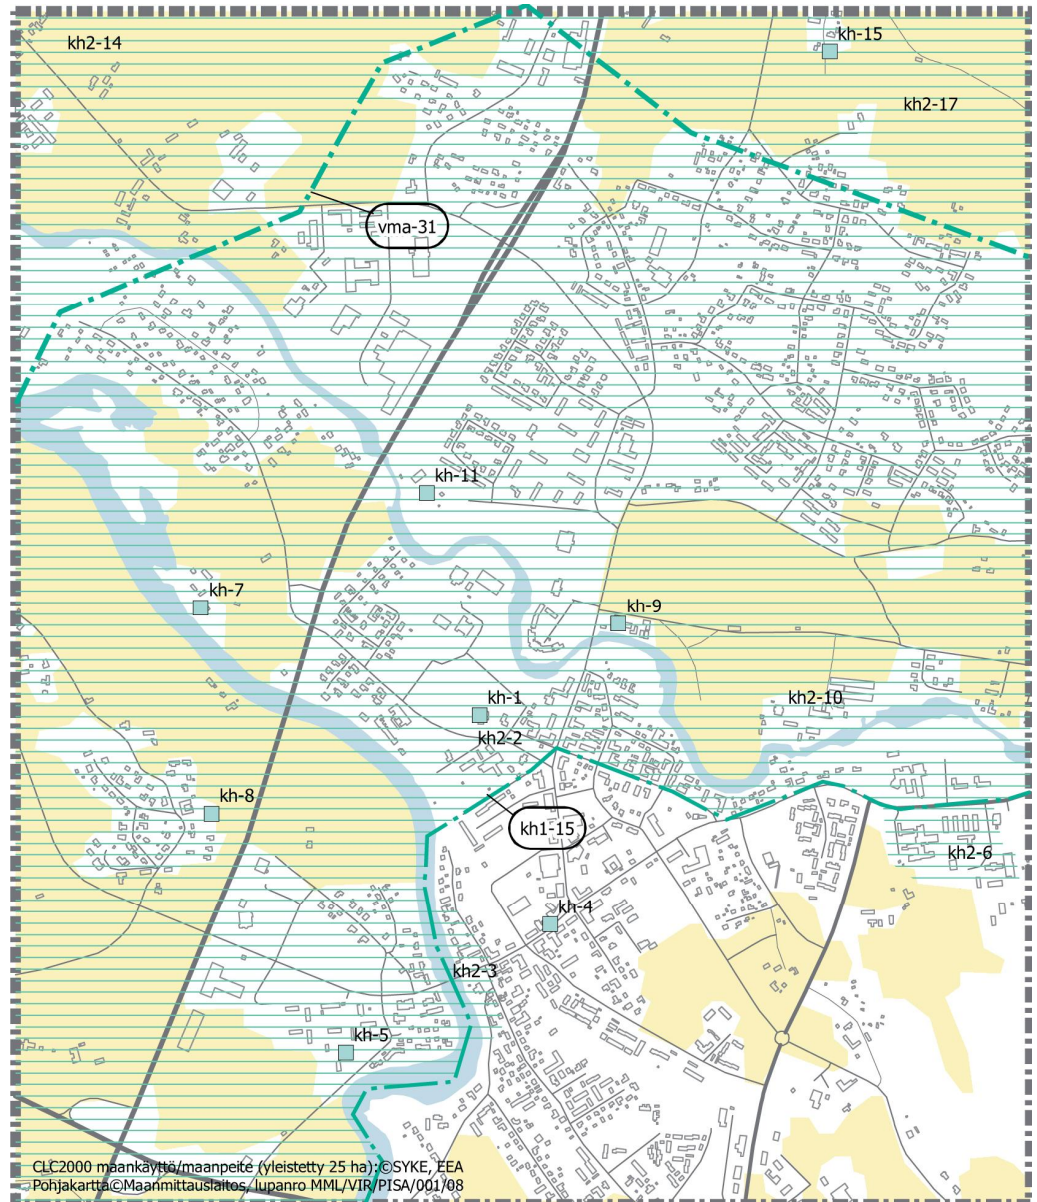 kh2-14
kh-15
kh2-17
vma-31
kh-11
kh-7
kh-9
kh-1
kh2-10
kh2-2
kh-8
kh1-15
kh2-6
kh-4
kh2-3
kh-5
CLC2000 maankäyttö/maanpeite (yleistetty 25 ha):©SYKE, EEA
Pohjakartta©Maanmittauslaitos, lupanro MML/VIR/PISA/001/08